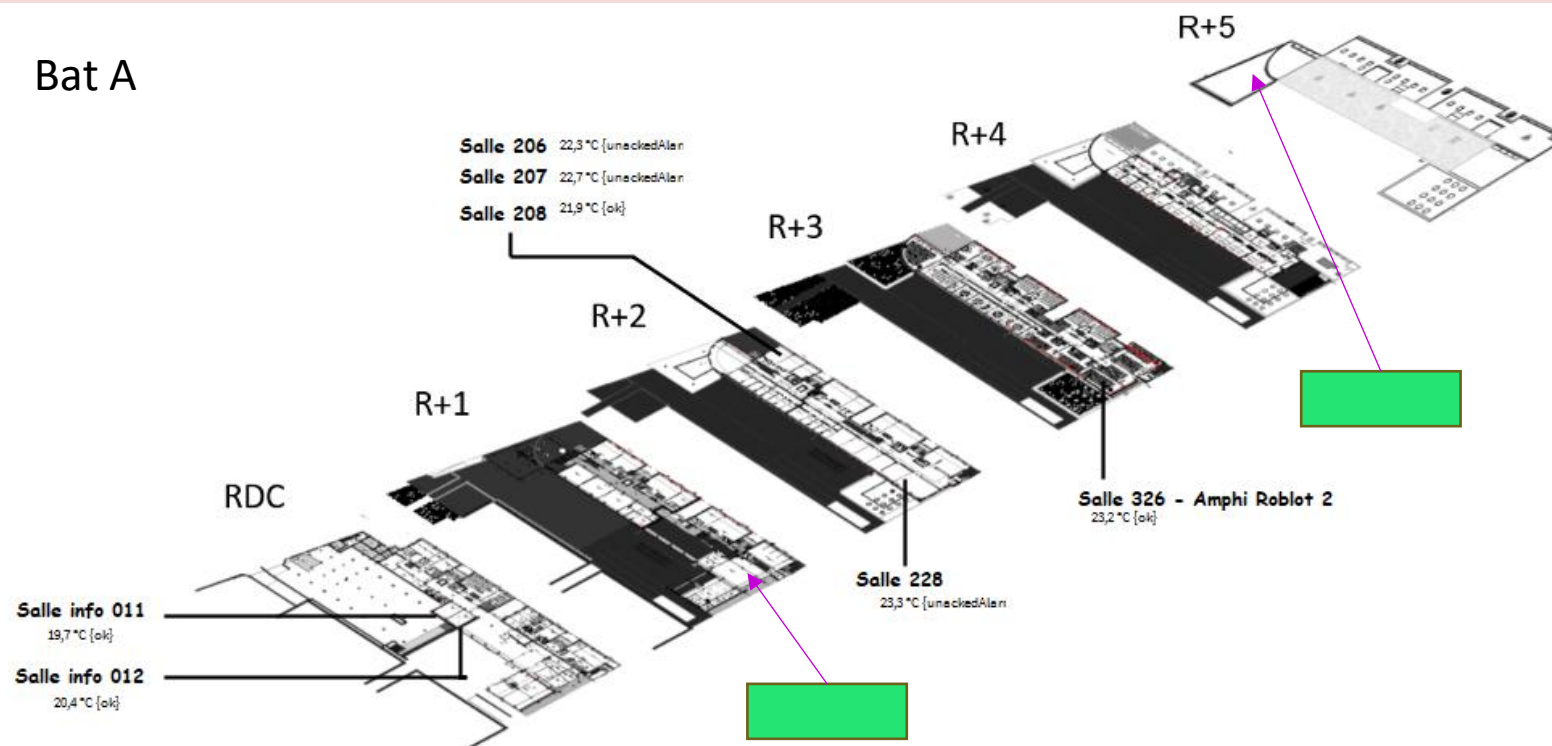 Bat A
R+5
R+4
R+3
R+2
R+1
RDC
Salle 206 22,3 °C {unackedAlar
Salle 207 22,7 °C {unackedAlar
Salle 208 21,9 °C {ok}
Salle 326 - Amphi Roblot 2
23,2 °C {ok}
Salle 228
23,3 °C {unackedAlar
Salle info 011
19,7 °C {ok}
Salle info 012
20,4 °C {ok}